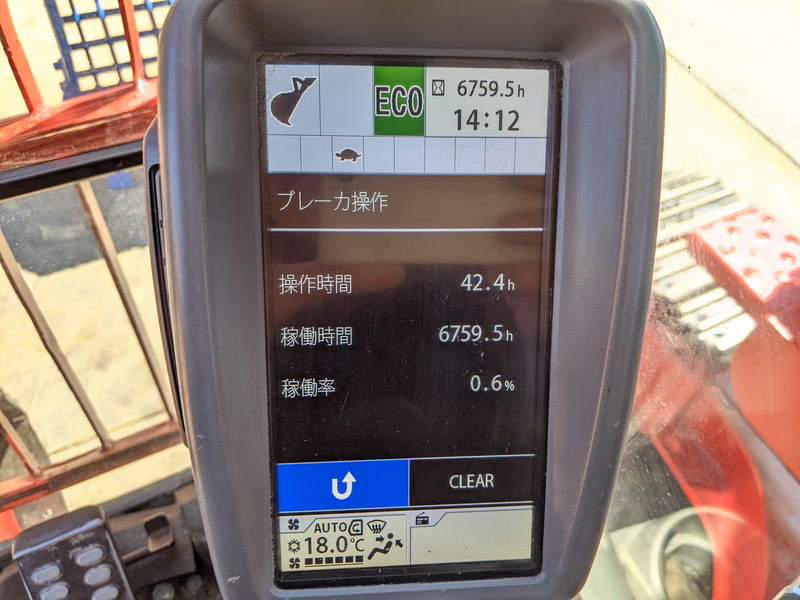 ECO
6759.5h
14:12
ブレーカ操作
操作時間 42.4h
稼働時間 6759.5h
稼働率 0.6%
CLEAR
AUTO C
18.0℃